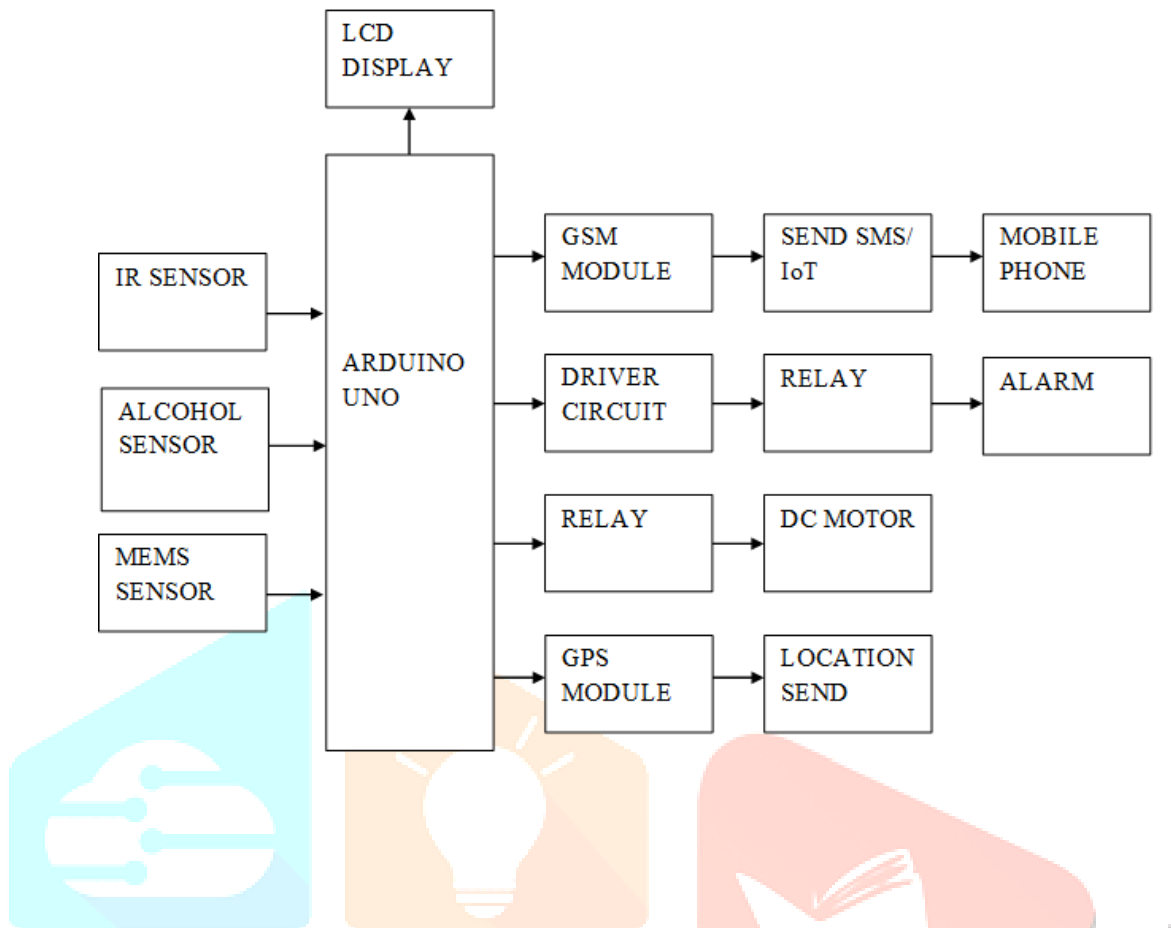 LCD
DISPLAY
GSM
MODULE
SEND SMS/
IoT
MOBILE
PHONE
IR SENSOR
ARDUINO
UNO
DRIVER
CIRCUIT
RELAY
ALARM
ALCOHOL
SENSOR
RELAY
DC MOTOR
MEMS
SENSOR
GPS
MODULE
LOCATION
SEND